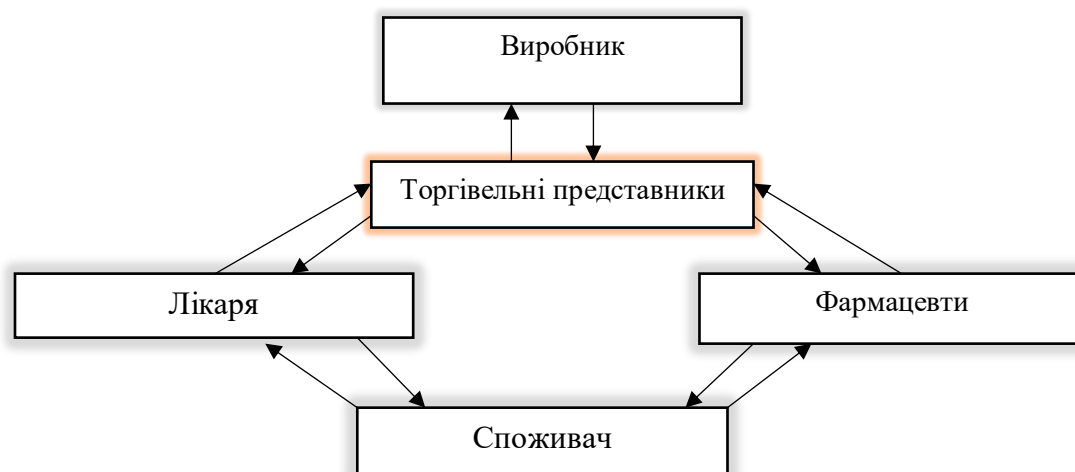 Виробник
Торгівельні представники
Лікаря
Фармацевти
Споживач